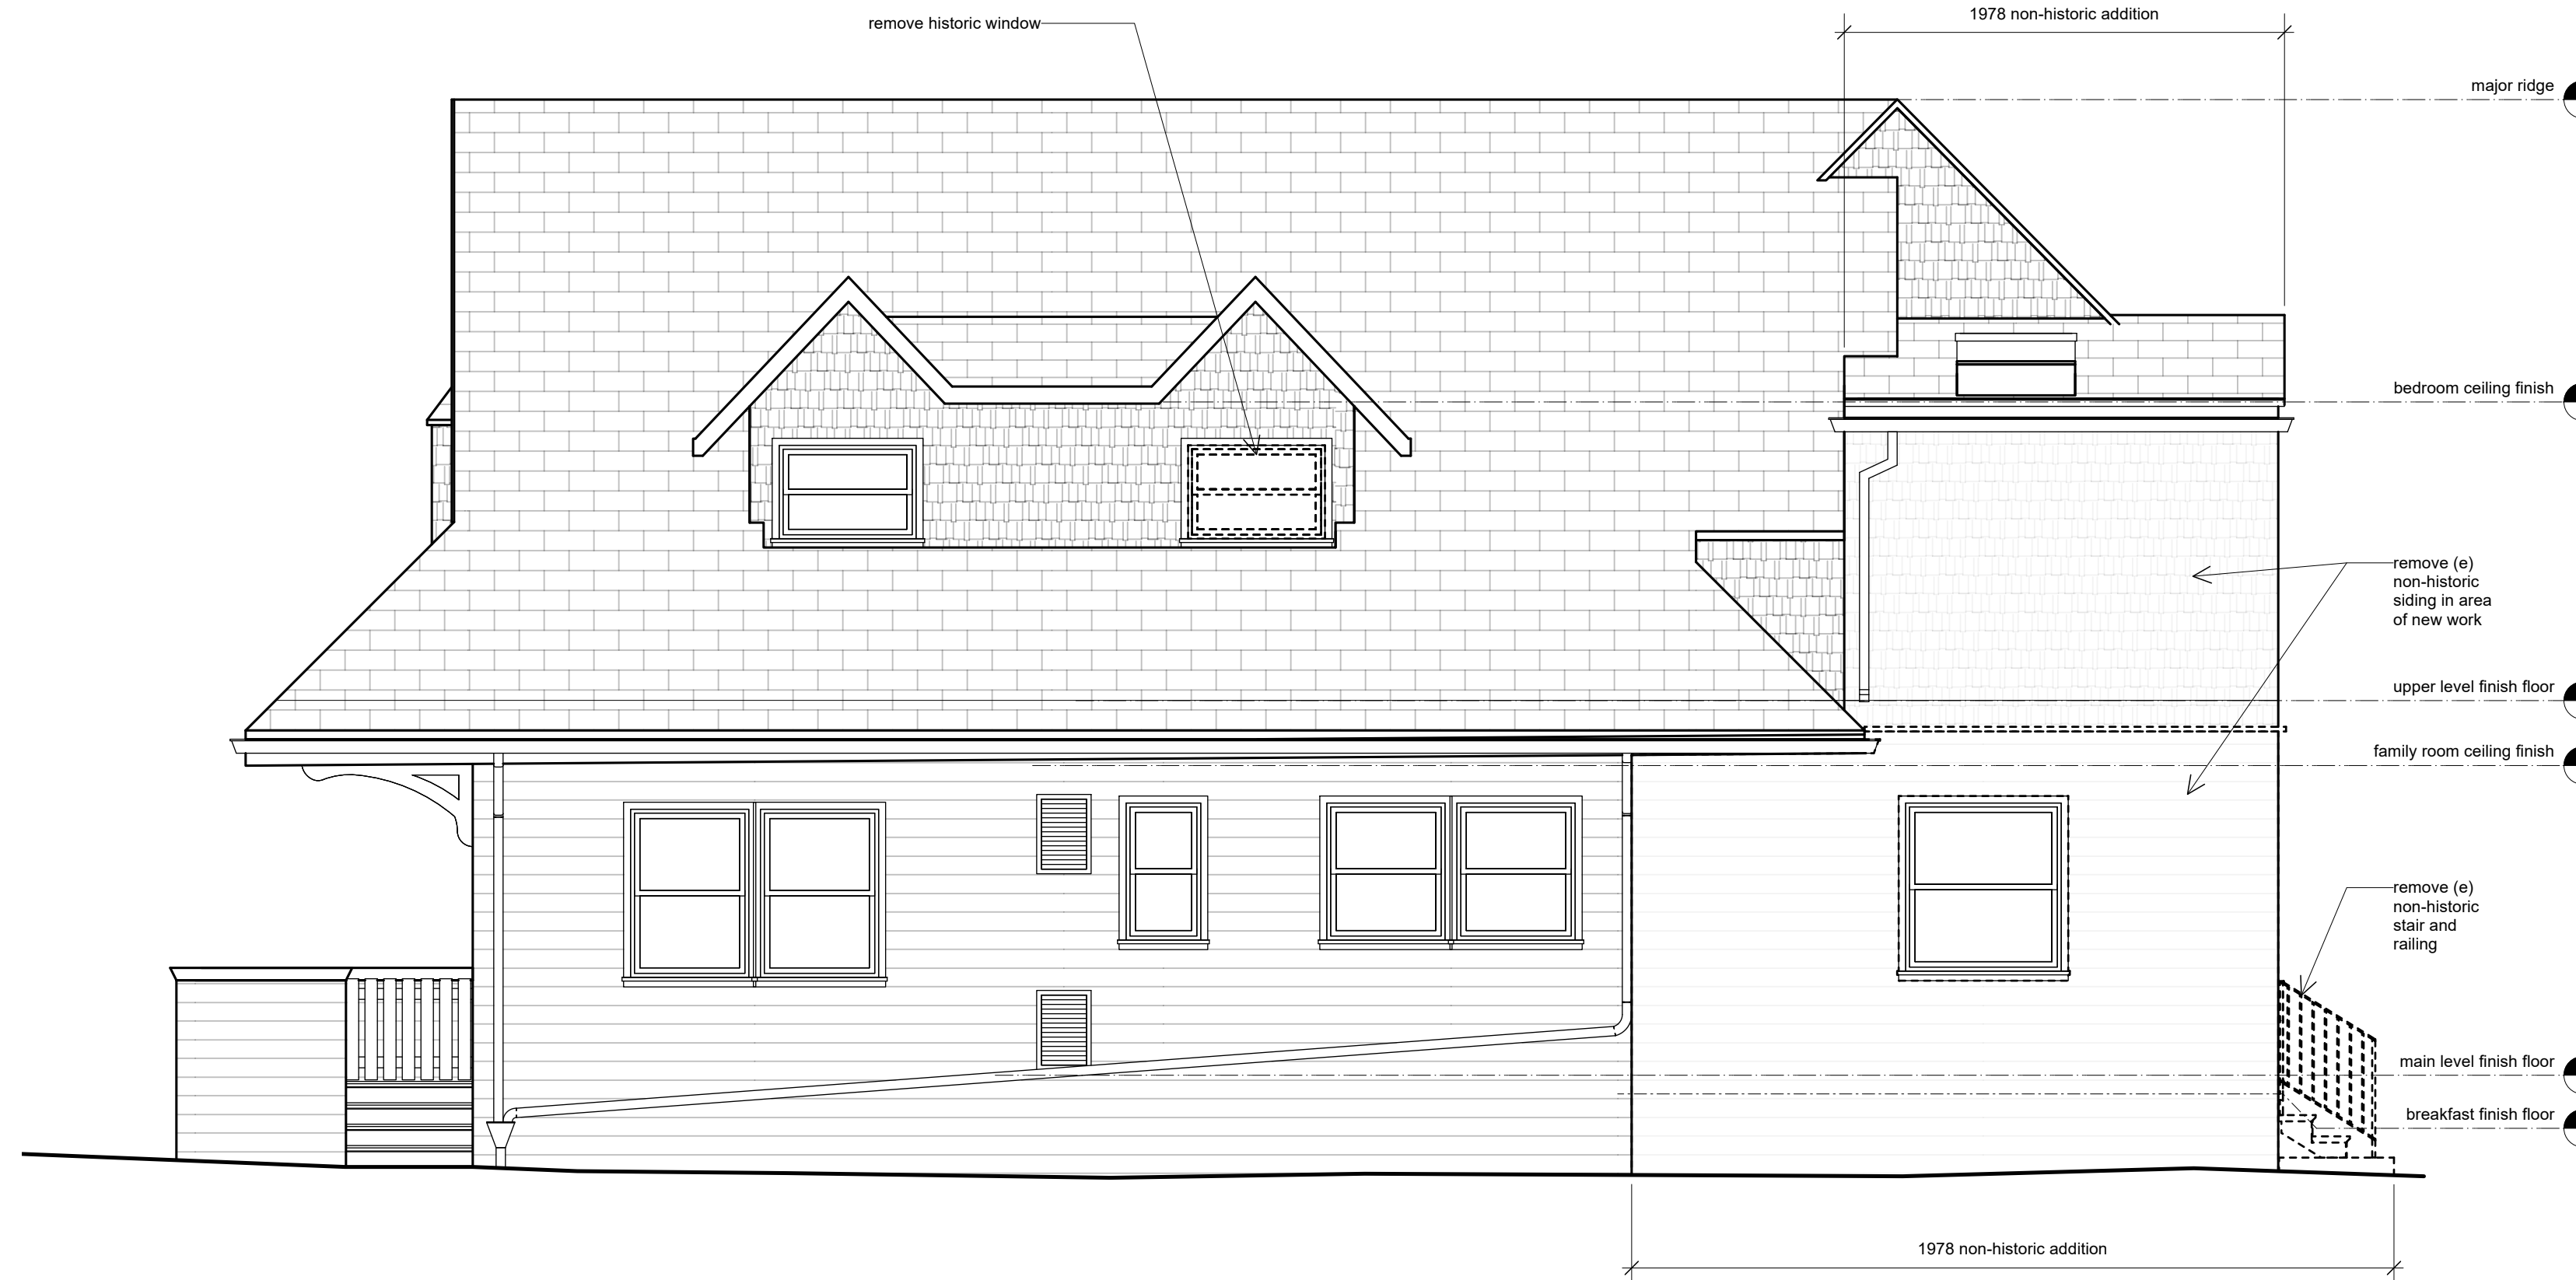 remove historic window
1978 non-historic addition
major ridge
bedroom ceiling finish
remove (e)
non-historic
siding in area
of new work
upper level finish floor
family room ceiling finish
remove (e)
non-historic
stair and
railing
main level finish floor
breakfast finish floor
1978 non-historic addition